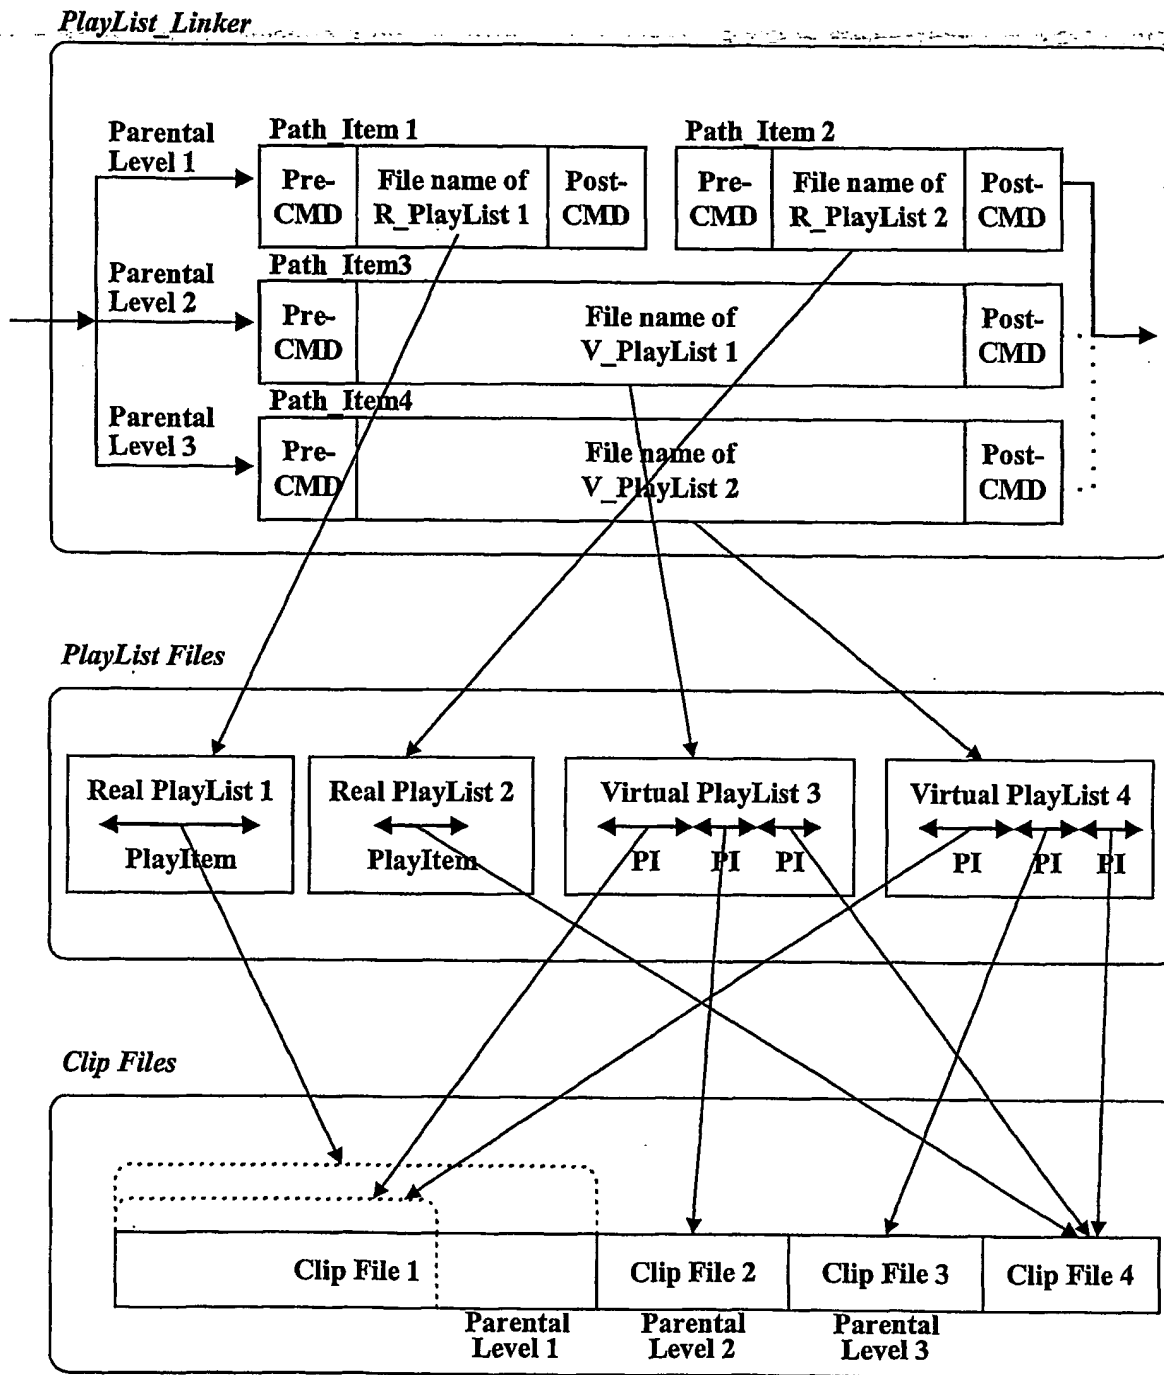 PlayList_Linker
Parental
Level 1
Path_Item 1
Pre-
CMD
File name of
R_PlayList 1
Post-
CMD
Path_Item 2
Pre-
CMD
File name of
R_PlayList 2
Post-
CMD
Parental
Level 2
Path_Item3
Pre-
CMD
File name of
V_PlayList 1
Post-
CMD
Parental
Level 3
Path_Item4
Pre-
CMD
File name of
V_PlayList 2
Post-
CMD
PlayList Files
Real PlayList 1
PlayItem
Real PlayList 2
PlayItem
Virtual PlayList 3
PI PI PI
Virtual PlayList 4
PI PI PI
Clip Files
Clip File 1
Clip File 2
Clip File 3
Clip File 4
Parental
Level 1
Parental
Level 2
Parental
Level 3